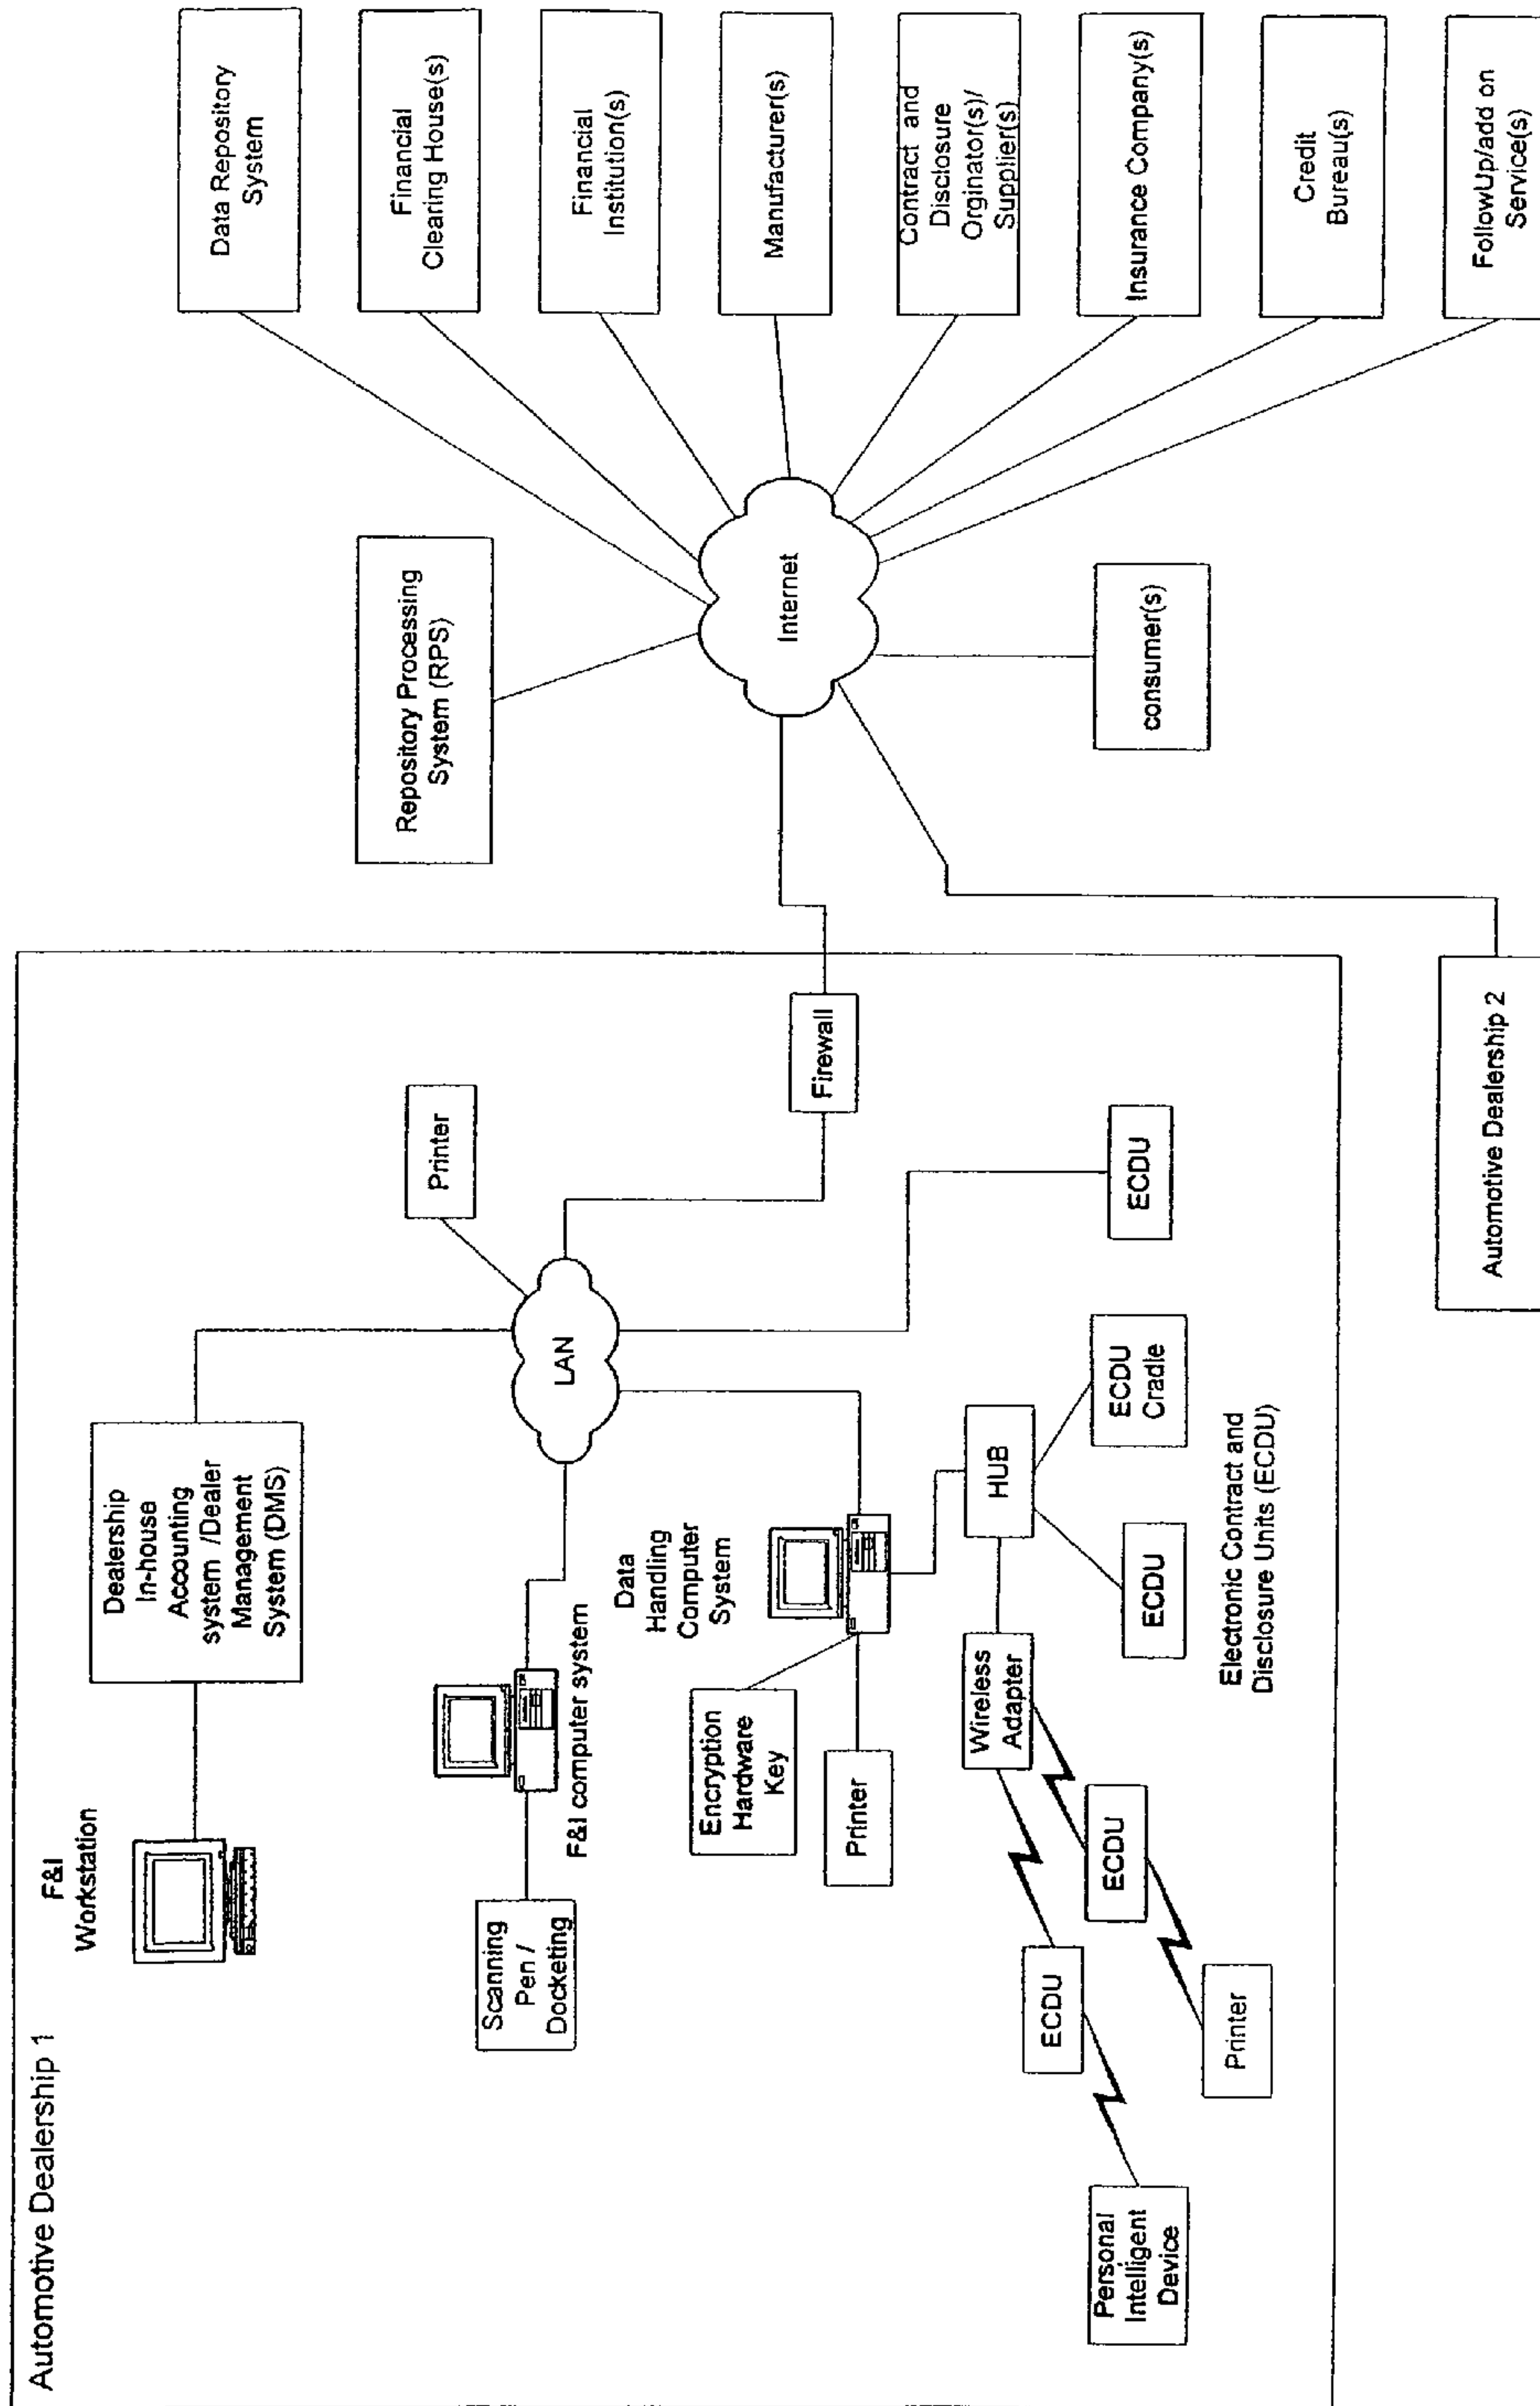 Automotive Dealership 1
F&I
Workstation
Dealership
In-house
Accounting
system /Dealer
Management
System (DMS)
Printer
Scanning
Pen /
Docketing
F&I computer system
LAN
Data
Handling
Computer
System
Encryption
Hardware
Key
Printer
Firewall
Wireless
Adapter
HUB
ECDU
ECDU
ECDU
ECDU
Cradle
ECDU
Personal
Intelligent
Device
Printer
Electronic Contract and
Disclosure Units (ECDU)
Repository Processing
System (RPS)
Internet
consumer(s)
Automotive Dealership 2
Data Repository
System
Financial
Clearing House(s)
Financial
Institution(s)
Manufacturer(s)
Contract and
Disclosure
Orginator(s)/
Supplier(s)
Insurance Company(s)
Credit
Bureau(s)
FollowUp/add on
Service(s)